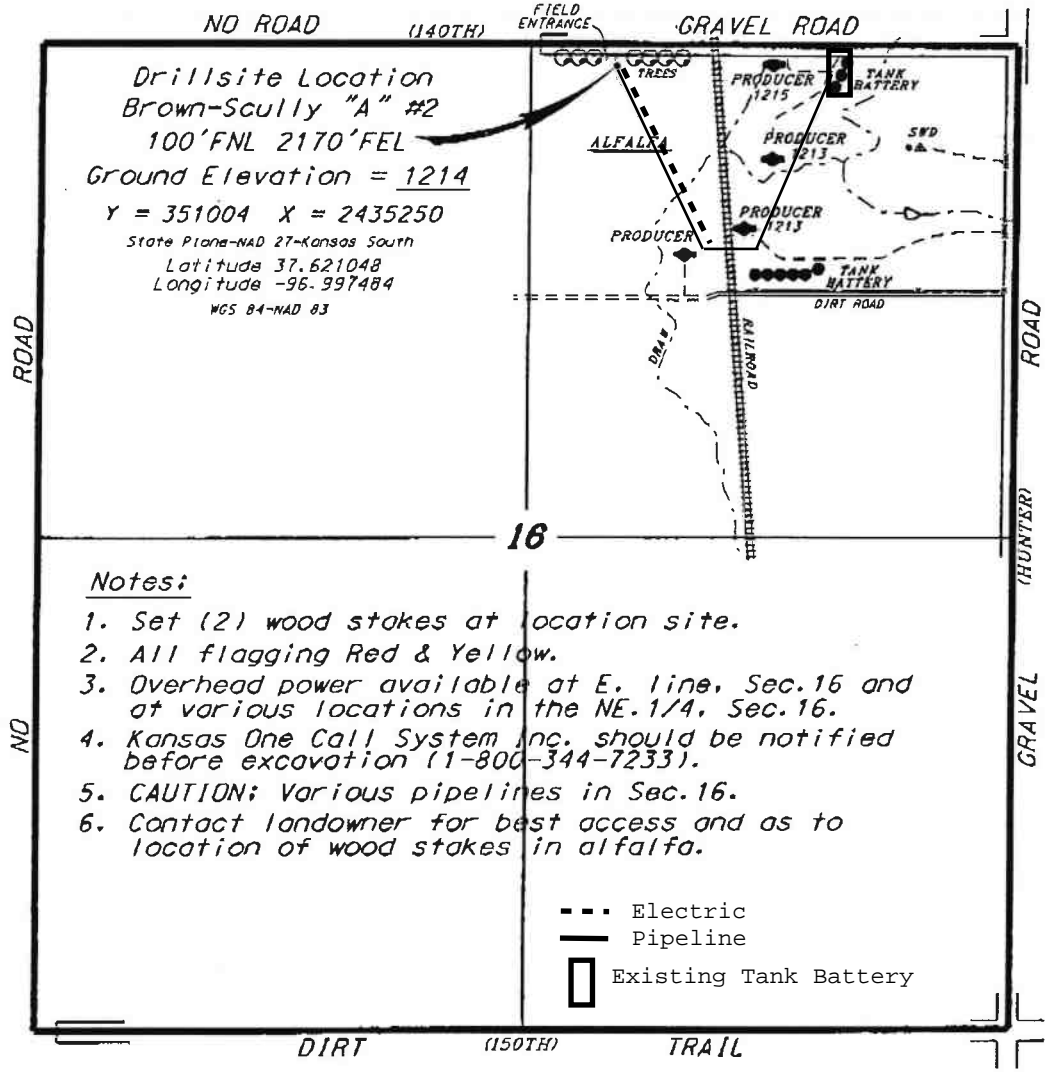 NO ROAD
(140TH)
FIELD
ENTRANCE
GRAVEL ROAD
Drillsite Location
Brown-Scully "A" #2
100'FNL 2170'FEL
Ground Elevation = 1214
Y = 351004 X = 2435250
State Plane-NAD 27-Kansas South
Latitude 37.621048
Longitude -96.997484
WGS 84-NAD 83
TREES
PRODUCER
1215
TANK
BATTERY
ALFALFA
PRODUCER
1213
SWD
PRODUCER
1213
PRODUCER
TANK
BATTERY
DIRT ROAD
DRAW
RAILROAD
ROAD
ROAD
16
(HUNTER)
Notes:
1. Set (2) wood stakes at location site.
2. All flagging Red & Yellow.
3. Overhead power available at E. line, Sec.16 and
at various locations in the NE.1/4, Sec.16.
4. Kansas One Call System Inc. should be notified
before excavation (1-800-344-7233).
5. CAUTION: Various pipelines in Sec.16.
6. Contact landowner for best access and as to
location of wood stakes in alfalfa.
NO
GRAVEL
Electric
Pipeline
Existing Tank Battery
DIRT
(150TH)
TRAIL